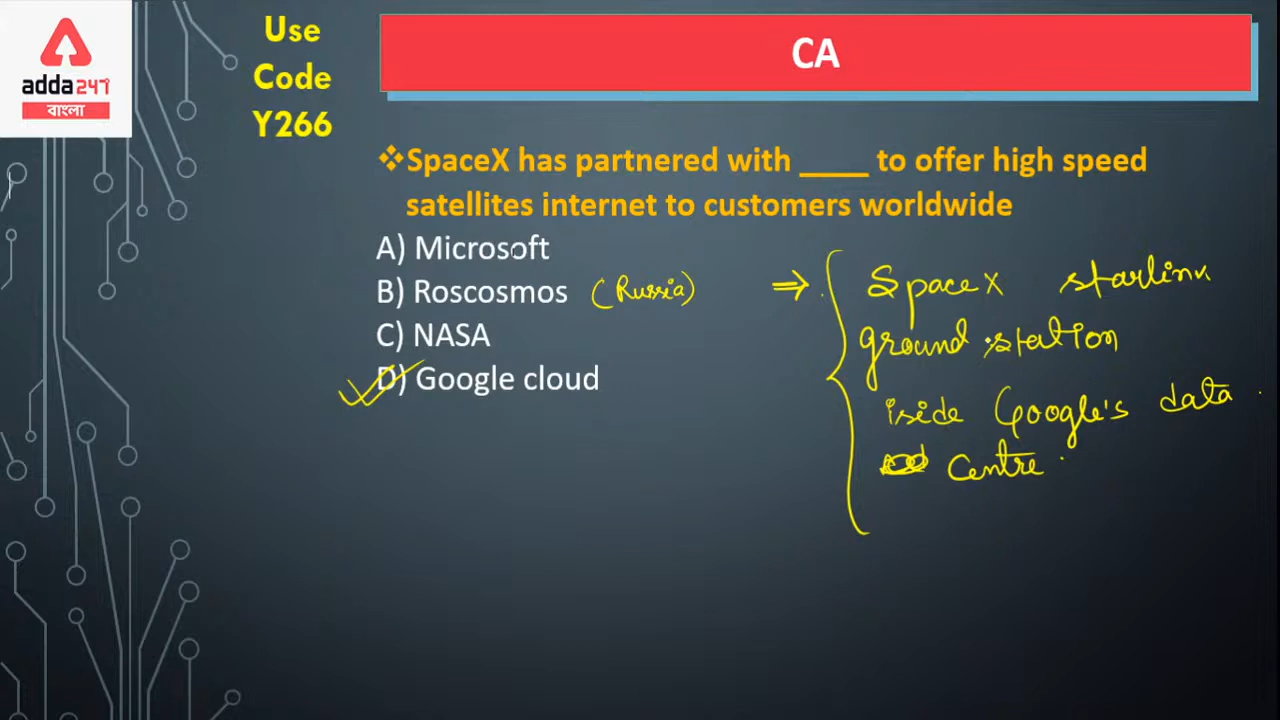 adda247
বাংলা
Use
Code
Y266
CA
❖SpaceX has partnered with ____ to offer high speed
satellites internet to customers worldwide
A) Microsoft
B) Roscosmos (Russia)
C) NASA
D) Google cloud
⇒ SpaceX starlink
ground station
iside Google's data
Centre